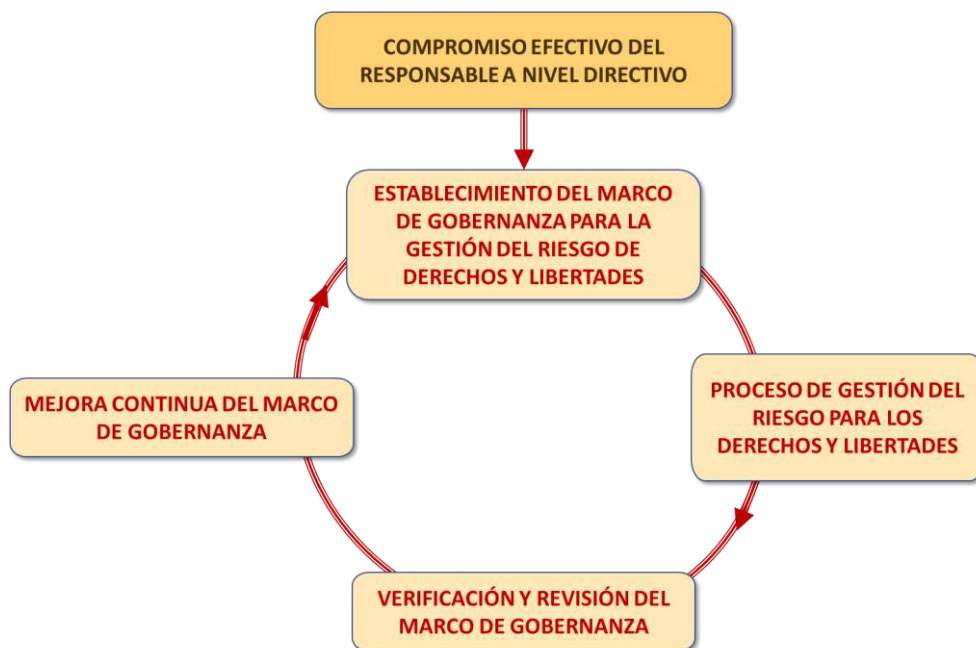 COMPROMISO EFECTIVO DEL
RESPONSABLE A NIVEL DIRECTIVO
ESTABLECIMIENTO DEL MARCO
DE GOBERNANZA PARA LA
GESTIÓN DEL RIESGO DE
DERECHOS Y LIBERTADES
PROCESO DE GESTIÓN DEL
RIESGO PARA LOS
DERECHOS Y LIBERTADES
VERIFICACIÓN Y REVISIÓN DEL
MARCO DE GOBERNANZA
MEJORA CONTINUA DEL MARCO
DE GOBERNANZA